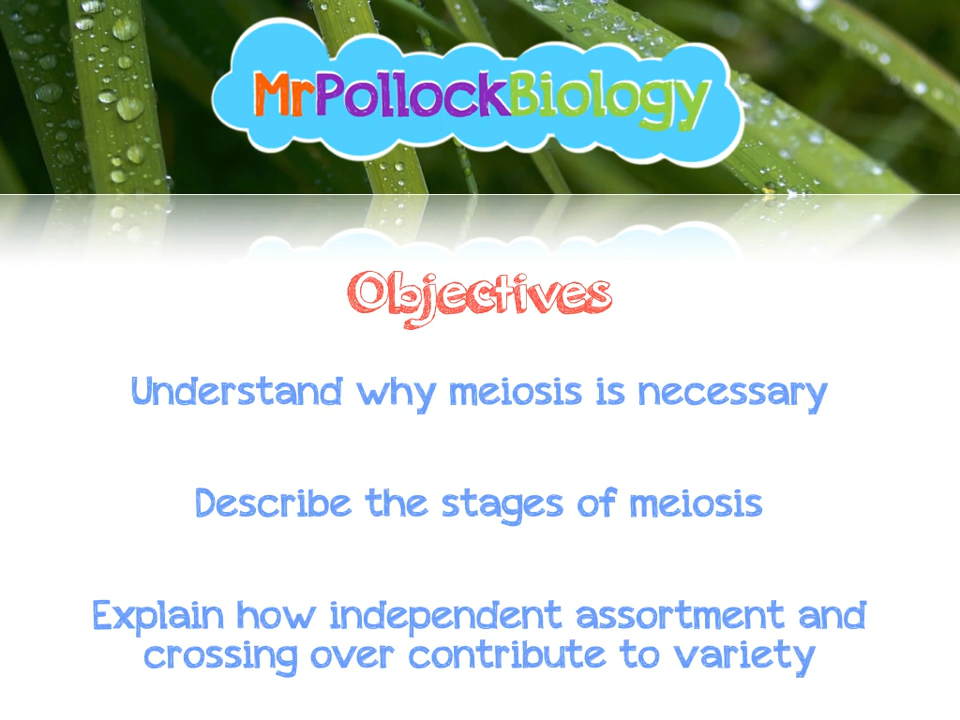 MrPollockBiology
Objectives
Understand why meiosis is necessary
Describe the stages of meiosis
Explain how independent assortment and
crossing over contribute to variety